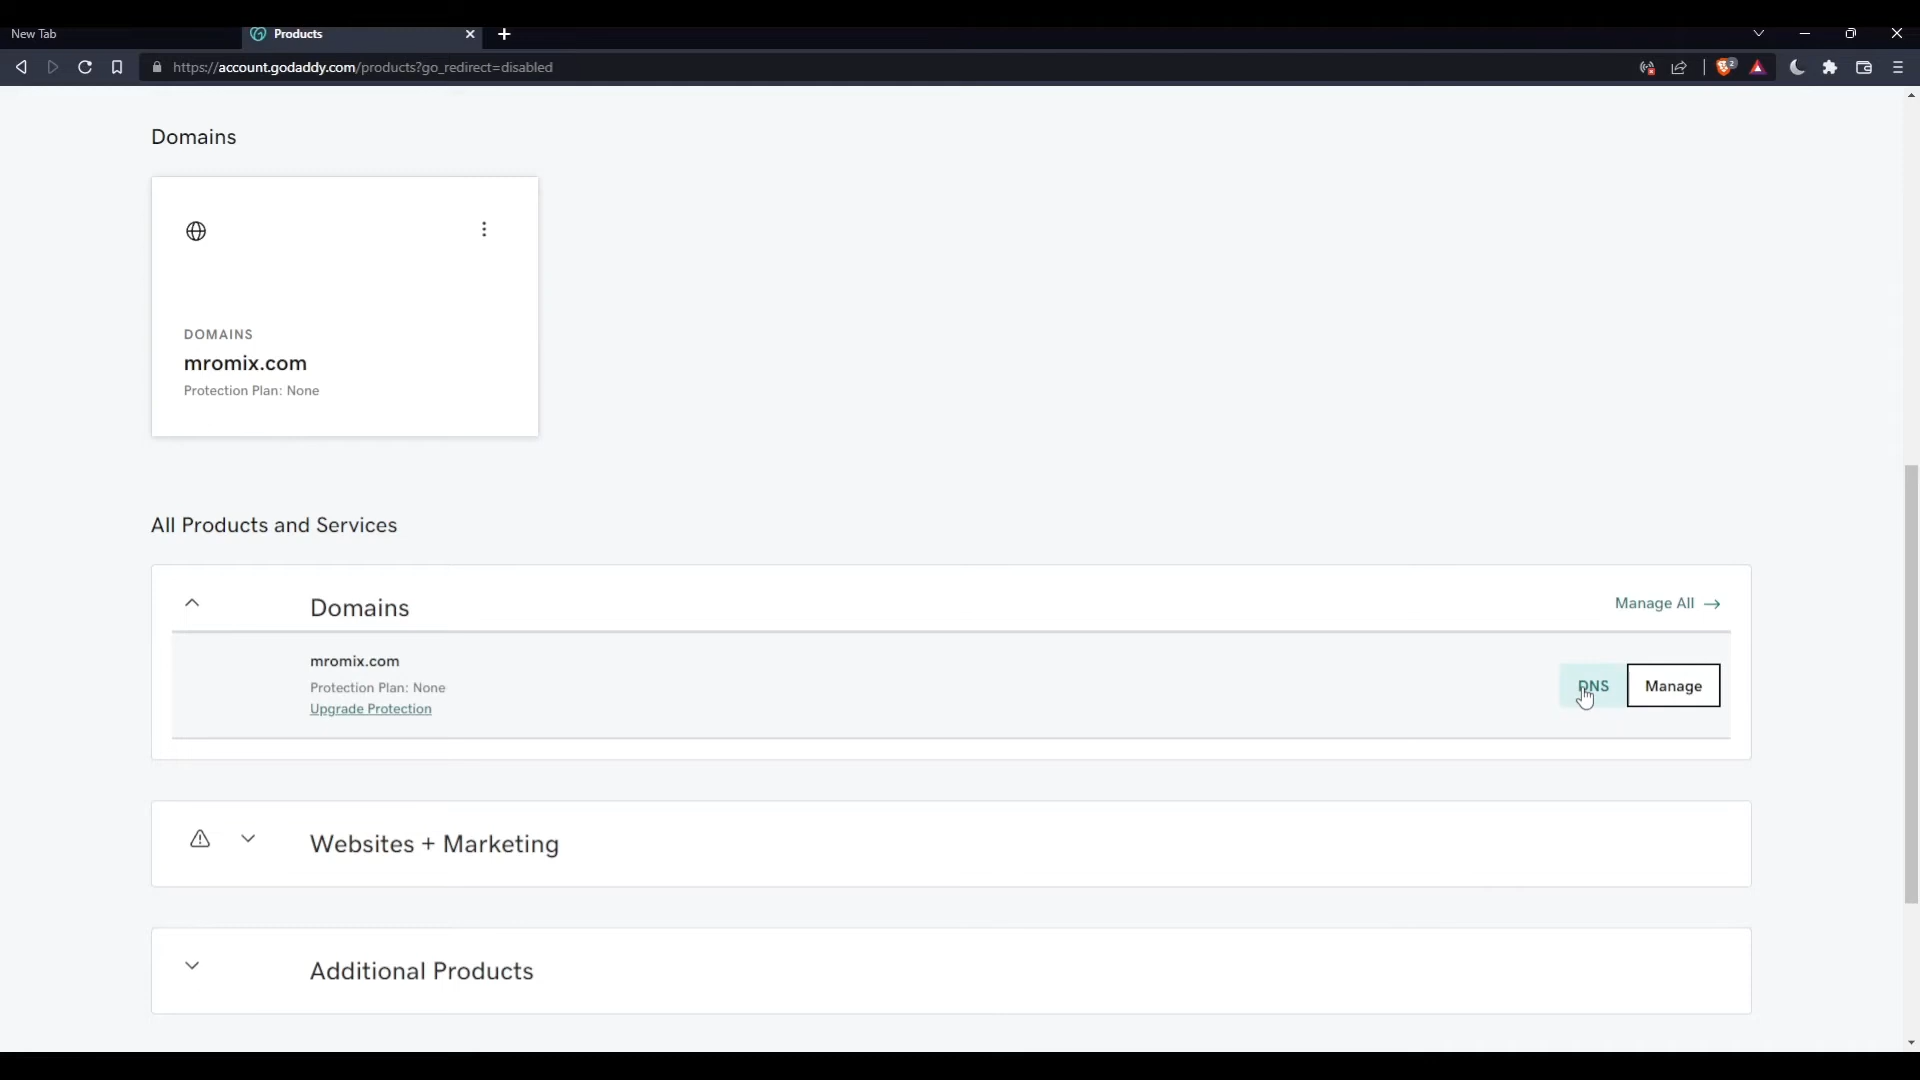 New Tab
Products
https://account.godaddy.com/products?go_redirect=disabled
2
Domains
DOMAINS
mromix.com
Protection Plan: None
All Products and Services
Domains
Manage All →
mromix.com
Protection Plan: None
Upgrade Protection
DNS
Manage
Websites + Marketing
Additional Products